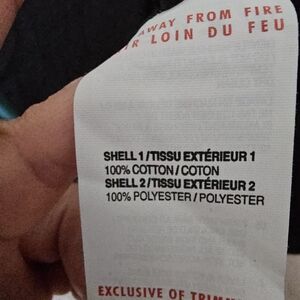 AWAY FROM FIRE
LOIN DU FEU
SHELL 1 / TISSU EXTÉRIEUR 1
100% COTTON / COTON
SHELL 2 / TISSU EXTÉRIEUR 2
100% POLYESTER / POLYESTER
EXCLUSIVE OF